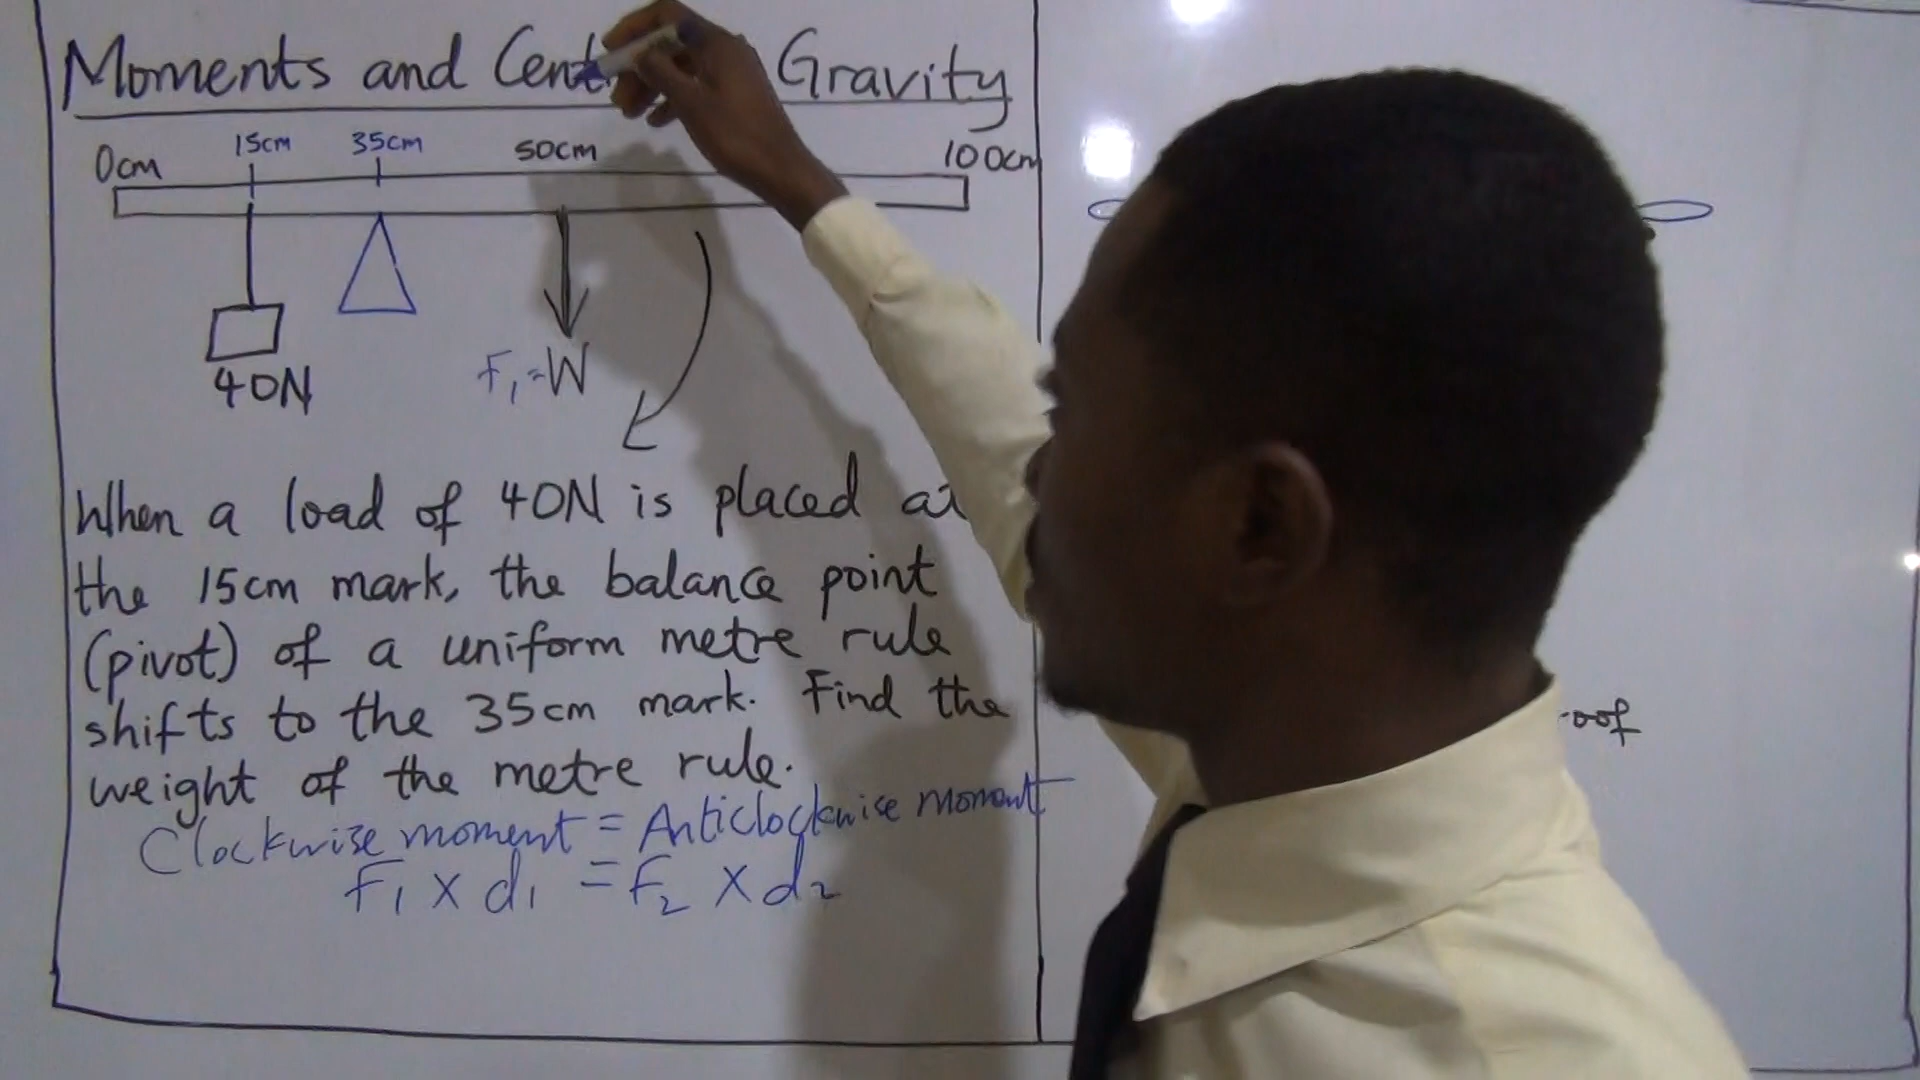 Moments and Cent Gravity
0cm 15cm 35cm 50cm 100cm
40N
F₁=W
When a load of 40N is placed at
the 15cm mark, the balance point
(pivot) of a uniform metre rule
shifts to the 35cm mark. Find the
weight of the metre rule.
Clockwise moment = Anticlockwise moment
F₁ x d₁ = F₂ x d₂
oof